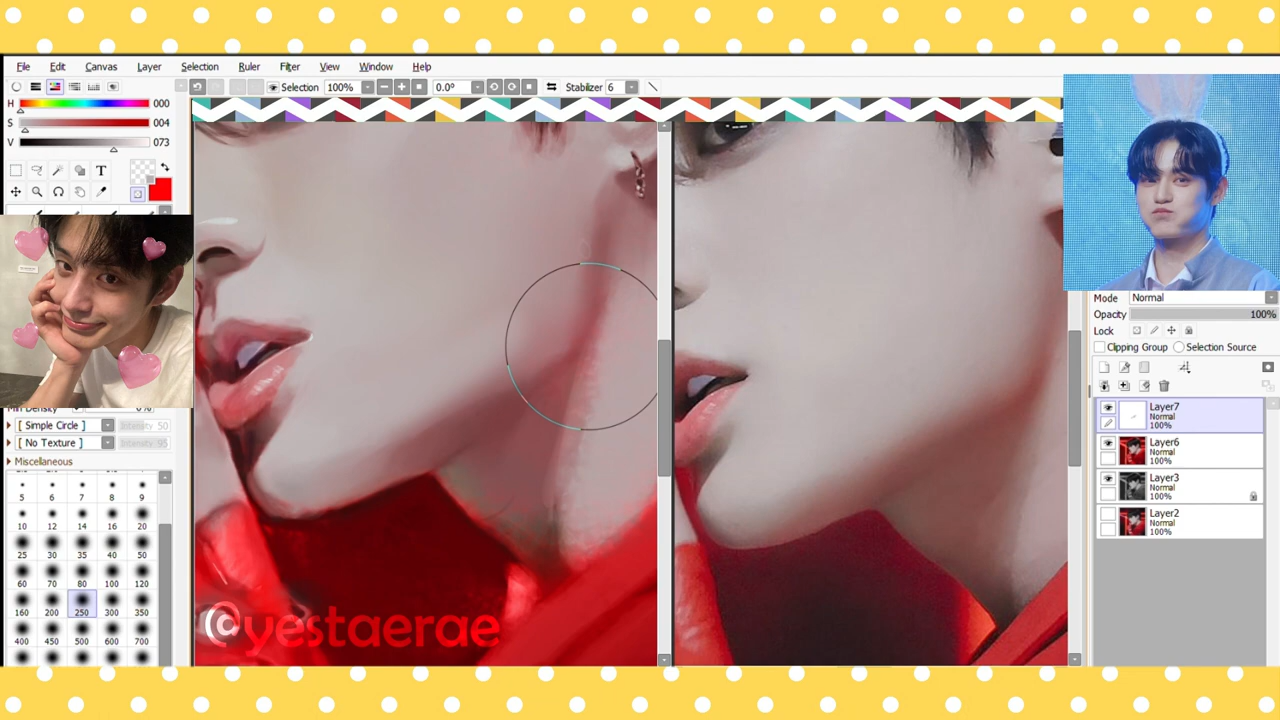 File Edit Canvas Layer Selection Ruler Filter View Window Help
Selection 100% 0.0° Stabilizer 6
H 000
S 004
V 073
T
Mode Normal
Opacity 100%
Lock
Clipping Group Selection Source
Layer7
Normal
100%
Layer6
Normal
100%
Layer3
Normal
100%
Layer2
Normal
100%
Min Density 0%
[ Simple Circle ] Intensity 50
[ No Texture ] Intensity 95
Miscellaneous
5 6 7 8 9
10 12 14 16 20
25 30 35 40 50
60 70 80 100 120
160 200 250 300 350
400 450 500 600 700
@yestaerae